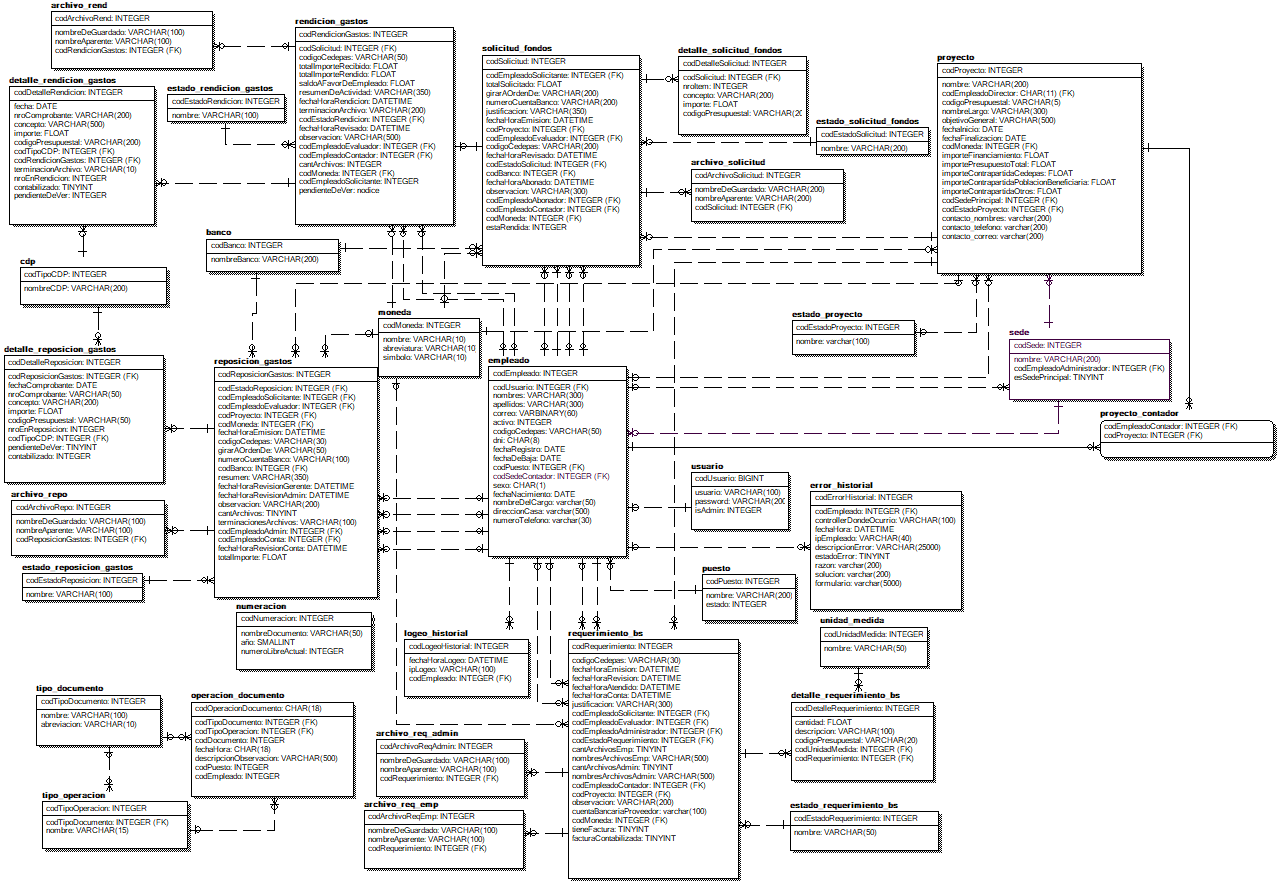 archivo_rend
codArchivoRend: INTEGER
nombreDeGuardado: VARCHAR(100)
nombreAparente: VARCHAR(100)
codRendicionGastos: INTEGER (FK)
rendicion_gastos
codRendicionGastos: INTEGER
codSolicitud: INTEGER (FK)
codigoCedepas: VARCHAR(50)
totalImporteRecibido: FLOAT
totalImporteRendido: FLOAT
saldoAFavorDeEmpleado: FLOAT
resumenDeActividad: VARCHAR(350)
fechaHoraRendicion: DATETIME
terminacionArchivo: VARCHAR(200)
codEstadoRendicion: INTEGER (FK)
fechaHoraRevisado: DATETIME
observacion: VARCHAR(500)
codEmpleadoEvaluador: INTEGER (FK)
codEmpleadoContador: INTEGER (FK)
cantArchivos: INTEGER
codMoneda: INTEGER (FK)
codEmpleadoSolicitante: INTEGER
pendienteDeVer: nodice
solicitud_fondos
codSolicitud: INTEGER
codEmpleadoSolicitante: INTEGER (FK)
totalSolicitado: FLOAT
girarAOrdenDe: VARCHAR(200)
numeroCuentaBanco: VARCHAR(200)
justificacion: VARCHAR(350)
fechaHoraEmision: DATETIME
codProyecto: INTEGER (FK)
codEmpleadoEvaluador: INTEGER (FK)
codigoCedepas: VARCHAR(200)
fechaHoraRevisado: DATETIME
codEstadoSolicitud: INTEGER (FK)
codBanco: INTEGER (FK)
fechaHoraAbonado: DATETIME
observacion: VARCHAR(300)
codEmpleadoAbonador: INTEGER (FK)
codEmpleadoContador: INTEGER (FK)
codMoneda: INTEGER (FK)
estaRendida: INTEGER
detalle_solicitud_fondos
codDetalleSolicitud: INTEGER
codSolicitud: INTEGER (FK)
nroItem: INTEGER
concepto: VARCHAR(200)
importe: FLOAT
codigoPresupuestal: VARCHAR(20
estado_solicitud_fondos
codEstadoSolicitud: INTEGER
nombre: VARCHAR(200)
archivo_solicitud
codArchivoSolicitud: INTEGER
nombreDeGuardado: VARCHAR(200)
nombreAparente: VARCHAR(200)
codSolicitud: INTEGER (FK)
proyecto
codProyecto: INTEGER
nombre: VARCHAR(200)
codEmpleadoDirector: CHAR(11) (FK)
codigoPresupuestal: VARCHAR(5)
nombreLargo: VARCHAR(300)
objetivoGeneral: VARCHAR(500)
fechaInicio: DATE
fechaFinalizacion: DATE
codMoneda: INTEGER (FK)
importeFinanciamiento: FLOAT
importePresupuestoTotal: FLOAT
importeContrapartidaCedepas: FLOAT
importeContrapartidaPoblacionBeneficiaria: FLOAT
importeContrapartidaOtros: FLOAT
codSedePrincipal: INTEGER (FK)
codEstadoProyecto: INTEGER (FK)
contacto_nombres: varchar(200)
contacto_telefono: varchar(200)
contacto_correo: varchar(200)
detalle_rendicion_gastos
codDetalleRendicion: INTEGER
fecha: DATE
nroComprobante: VARCHAR(200)
concepto: VARCHAR(500)
importe: FLOAT
codigoPresupuestal: VARCHAR(200)
codTipoCDP: INTEGER (FK)
codRendicionGastos: INTEGER (FK)
terminacionArchivo: VARCHAR(10)
nroEnRendicion: INTEGER
contabilizado: TINYINT
pendienteDeVer: INTEGER
estado_rendicion_gastos
codEstadoRendicion: INTEGER
nombre: VARCHAR(100)
banco
codBanco: INTEGER
nombreBanco: VARCHAR(200)
cdp
codTipoCDP: INTEGER
nombreCDP: VARCHAR(200)
moneda
codMoneda: INTEGER
nombre: VARCHAR(10)
abreviatura: VARCHAR(10
simbolo: VARCHAR(10)
estado_proyecto
codEstadoProyecto: INTEGER
nombre: varchar(100)
sede
codSede: INTEGER
nombre: VARCHAR(200)
codEmpleadoAdministrador: INTEGER (FK)
esSedePrincipal: TINYINT
proyecto_contador
codEmpleadoContador: INTEGER (FK)
codProyecto: INTEGER (FK)
detalle_reposicion_gastos
codDetalleReposicion: INTEGER
codReposicionGastos: INTEGER (FK)
fechaComprobante: DATE
nroComprobante: VARCHAR(50)
concepto: VARCHAR(200)
importe: FLOAT
codigoPresupuestal: VARCHAR(50)
nroEnReposicion: INTEGER
codTipoCDP: INTEGER (FK)
pendienteDeVer: TINYINT
contabilizado: INTEGER
reposicion_gastos
codReposicionGastos: INTEGER
codEstadoReposicion: INTEGER (FK)
codEmpleadoSolicitante: INTEGER (FK)
codEmpleadoEvaluador: INTEGER (FK)
codProyecto: INTEGER (FK)
codMoneda: INTEGER (FK)
fechaHoraEmision: DATETIME
codigoCedepas: VARCHAR(30)
girarAOrdenDe: VARCHAR(50)
numeroCuentaBanco: VARCHAR(100)
codBanco: INTEGER (FK)
resumen: VARCHAR(350)
fechaHoraRevisionGerente: DATETIME
fechaHoraRevisionAdmin: DATETIME
observacion: VARCHAR(200)
cantArchivos: TINYINT
terminacionesArchivos: VARCHAR(100)
codEmpleadoAdmin: INTEGER (FK)
codEmpleadoConta: INTEGER (FK)
fechaHoraRevisionConta: DATETIME
totalImporte: FLOAT
empleado
codEmpleado: INTEGER
codUsuario: INTEGER (FK)
nombres: VARCHAR(300)
apellidos: VARCHAR(300)
correo: VARBINARY(60)
activo: INTEGER
codigoCedepas: VARCHAR(50)
dni: CHAR(8)
fechaRegistro: DATE
fechaDeBaja: DATE
codPuesto: INTEGER (FK)
codSedeContador: INTEGER (FK)
sexo: CHAR(1)
fechaNacimiento: DATE
nombreDelCargo: varchar(50)
direccionCasa: varchar(500)
numeroTelefono: varchar(30)
usuario
codUsuario: BIGINT
usuario: VARCHAR(100)
password: VARCHAR(200
isAdmin: INTEGER
error_historial
codErrorHistorial: INTEGER
codEmpleado: INTEGER (FK)
controllerDondeOcurrio: VARCHAR(100)
fechaHora: DATETIME
ipEmpleado: VARCHAR(40)
descripcionError: VARCHAR(25000)
estadoError: TINYINT
razon: varchar(200)
solucion: varchar(200)
formulario: varchar(5000)
archivo_repo
codArchivoRepo: INTEGER
nombreDeGuardado: VARCHAR(100)
nombreAparente: VARCHAR(100)
codReposicionGastos: INTEGER (FK)
estado_reposicion_gastos
codEstadoReposicion: INTEGER
nombre: VARCHAR(100)
puesto
codPuesto: INTEGER
nombre: VARCHAR(200)
estado: INTEGER
numeracion
codNumeracion: INTEGER
nombreDocumento: VARCHAR(50)
año: SMALLINT
numeroLibreActual: INTEGER
logeo_historial
codLogeoHistorial: INTEGER
fechaHoraLogeo: DATETIME
ipLogeo: VARCHAR(100)
codEmpleado: INTEGER (FK)
requerimiento_bs
codRequerimiento: INTEGER
codigoCedepas: VARCHAR(30)
fechaHoraEmision: DATETIME
fechaHoraRevision: DATETIME
fechaHoraAtendido: DATETIME
fechaHoraConta: DATETIME
justificacion: VARCHAR(300)
codEmpleadoSolicitante: INTEGER (FK)
codEmpleadoEvaluador: INTEGER (FK)
codEmpleadoAdministrador: INTEGER (FK)
codEstadoRequerimiento: INTEGER (FK)
cantArchivosEmp: TINYINT
nombresArchivosEmp: VARCHAR(500)
cantArchivosAdmin: TINYINT
nombresArchivosAdmin: VARCHAR(500)
codEmpleadoContador: INTEGER (FK)
codProyecto: INTEGER (FK)
observacion: VARCHAR(200)
cuentaBancariaProveedor: varchar(100)
codMoneda: INTEGER (FK)
tieneFactura: TINYINT
facturaContabilizada: TINYINT
unidad_medida
codUnidadMedida: INTEGER
nombre: VARCHAR(50)
detalle_requerimiento_bs
codDetalleRequerimiento: INTEGER
cantidad: FLOAT
descripcion: VARCHAR(100)
codigoPresupuestal: VARCHAR(20)
codUnidadMedida: INTEGER (FK)
codRequerimiento: INTEGER (FK)
estado_requerimiento_bs
codEstadoRequerimiento: INTEGER
nombre: VARCHAR(50)
tipo_documento
codTipoDocumento: INTEGER
nombre: VARCHAR(100)
abreviacion: VARCHAR(10)
operacion_documento
codOperacionDocumento: CHAR(18)
codTipoDocumento: INTEGER (FK)
codTipoOperacion: INTEGER (FK)
codDocumento: INTEGER
fechaHora: CHAR(18)
descripcionObservacion: VARCHAR(500)
codPuesto: INTEGER
codEmpleado: INTEGER
archivo_req_admin
codArchivoReqAdmin: INTEGER
nombreDeGuardado: VARCHAR(100)
nombreAparente: VARCHAR(100)
codRequerimiento: INTEGER (FK)
tipo_operacion
codTipoOperacion: INTEGER
codTipoDocumento: INTEGER (FK)
nombre: VARCHAR(15)
archivo_req_emp
codArchivoReqEmp: INTEGER
nombreDeGuardado: VARCHAR(100)
nombreAparente: VARCHAR(100)
codRequerimiento: INTEGER (FK)